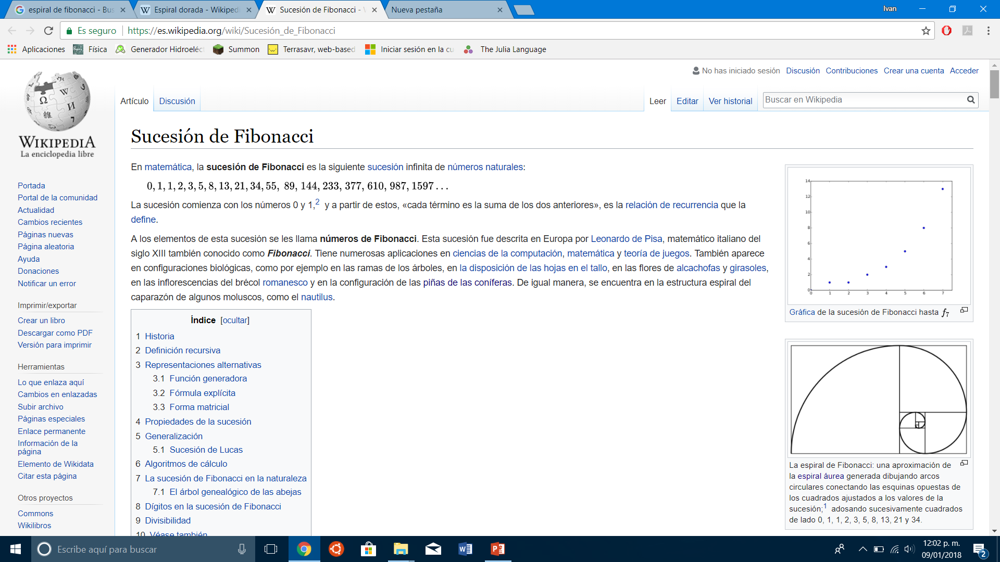 espiral de fibonacci - Bus
Espiral dorada - Wikipedi
Sucesión de Fibonacci - W
Nueva pestaña
Ivan
Es seguro
https://es.wikipedia.org/wiki/Sucesión_de_Fibonacci
Aplicaciones
Física
Generador Hidroeléc
Summon
Terrasavr, web-based
Iniciar sesión en la cu
The Julia Language
No has iniciado sesión Discusión Contribuciones Crear una cuenta Acceder
WIKIPEDIA
La enciclopedia libre
Artículo Discusión
Leer Editar Ver historial
Buscar en Wikipedia
Portada
Portal de la comunidad
Actualidad
Cambios recientes
Páginas nuevas
Página aleatoria
Ayuda
Donaciones
Notificar un error
Imprimir/exportar
Crear un libro
Descargar como PDF
Versión para imprimir
Herramientas
Lo que enlaza aquí
Cambios en enlazadas
Subir archivo
Páginas especiales
Enlace permanente
Información de la
página
Elemento de Wikidata
Citar esta página
Otros proyectos
Commons
Wikilibros
Sucesión de Fibonacci
En matemática, la sucesión de Fibonacci es la siguiente sucesión infinita de números naturales:
0, 1, 1, 2, 3, 5, 8, 13, 21, 34, 55, 89, 144, 233, 377, 610, 987, 1597 . . .
La sucesión comienza con los números 0 y 1,2 y a partir de estos, «cada término es la suma de los dos anteriores», es la relación de recurrencia que la
define.
A los elementos de esta sucesión se les llama números de Fibonacci. Esta sucesión fue descrita en Europa por Leonardo de Pisa, matemático italiano del
siglo XIII también conocido como Fibonacci. Tiene numerosas aplicaciones en ciencias de la computación, matemática y teoría de juegos. También aparece
en configuraciones biológicas, como por ejemplo en las ramas de los árboles, en la disposición de las hojas en el tallo, en las flores de alcachofas y girasoles,
en las inflorescencias del brécol romanesco y en la configuración de las piñas de las coníferas. De igual manera, se encuentra en la estructura espiral del
caparazón de algunos moluscos, como el nautilus.
Índice [ocultar]
1 Historia
2 Definición recursiva
3 Representaciones alternativas
3.1 Función generadora
3.2 Fórmula explícita
3.3 Forma matricial
4 Propiedades de la sucesión
5 Generalización
5.1 Sucesión de Lucas
6 Algoritmos de cálculo
7 La sucesión de Fibonacci en la naturaleza
7.1 El árbol genealógico de las abejas
8 Dígitos en la sucesión de Fibonacci
9 Divisibilidad
10 Véase también
14
12
10
8
6
4
2
0
0 1 2 3 4 5 6 7
Gráfica de la sucesión de Fibonacci hasta f7
La espiral de Fibonacci: una aproximación de
la espiral áurea generada dibujando arcos
circulares conectando las esquinas opuestas de
los cuadrados ajustados a los valores de la
sucesión;1 adosando sucesivamente cuadrados
de lado 0, 1, 1, 2, 3, 5, 8, 13, 21 y 34.
Escribe aquí para buscar
12:02 p. m.
09/01/2018
2